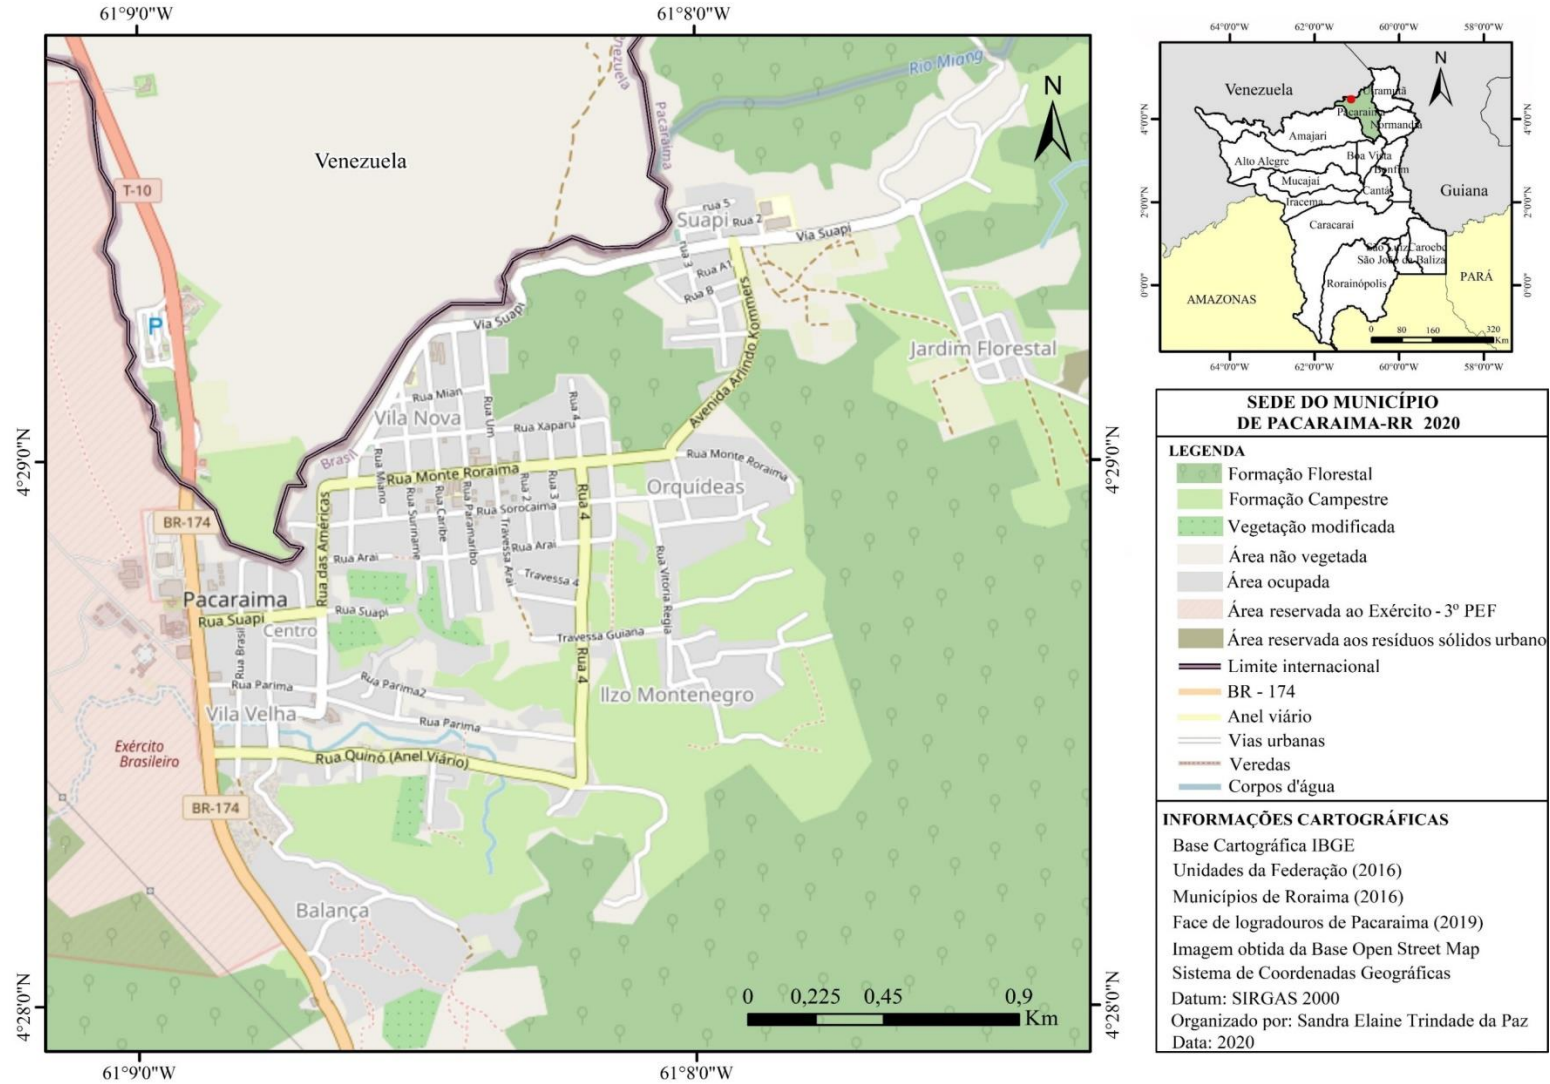 61°9'0"W
61°8'0"W
Venezuela
Pacaraima
Rio Miang
N
Venezuela
T-10
P
Suapi
rua 5
Rua 2
rua 3
Rua A1
Rua B
Via Suapi
Via Suapi
Avenida Arlindo Kommers
Jardim Florestal
Rua Mian
Vila Nova
Rua Um
Rua 4
Rua Xaparu
Brasil
Rua Miano
Rua Monte Roraima
Rua Monte Roraima
Orquideas
4°29'0"N
4°29'0"N
BR-174
Rua das Américas
Rua Suriname
Rua Caribe
Rua Paramaribo
Rua 2
Rua 3
Rua Sorocaima
Travessa Arai
Rua 4
Rua Arai
Rua Arai
Travessa 4
Rua Vitoria Regia
Pacaraima
Rua Suapi
Rua Suapi
Centro
Rua Brasil
Travessa Guiana
Rua 4
Rua Parima
Rua Parima2
Ilzo Montenegro
Vila Velha
Rua Parima
Exército
Brasileiro
Rua Quinó (Anel Viário)
BR-174
Balança
4°28'0"N
4°28'0"N
0 0,225 0,45 0,9
Km
61°9'0"W
61°8'0"W
64°0'0"W 62°0'0"W 60°0'0"W 58°0'0"W
Venezuela
N
Uiramutã
Pacaraima
Normandia
Amajari
4°0'0"N
4°0'0"N
Alto Alegre
Boa Vista
Bonfim
Mucajaí
Cantá
Guiana
Iracema
2°0'0"N
2°0'0"N
Caracaraí
São Luiz
Caroebe
São João da Baliza
Rorainópolis
PARÁ
AMAZONAS
0°0'0"
0°0'0"
0 80 160 320
Km
64°0'0"W 62°0'0"W 60°0'0"W 58°0'0"W
SEDE DO MUNICÍPIO
DE PACARAIMA-RR 2020
LEGENDA
Formação Florestal
Formação Campestre
Vegetação modificada
Área não vegetada
Área ocupada
Área reservada ao Exército - 3º PEF
Área reservada aos resíduos sólidos urbano
Limite internacional
BR - 174
Anel viário
Vias urbanas
Veredas
Corpos d'água
INFORMAÇÕES CARTOGRÁFICAS
Base Cartográfica IBGE
Unidades da Federação (2016)
Municípios de Roraima (2016)
Face de logradouros de Pacaraima (2019)
Imagem obtida da Base Open Street Map
Sistema de Coordenadas Geográficas
Datum: SIRGAS 2000
Organizado por: Sandra Elaine Trindade da Paz
Data: 2020